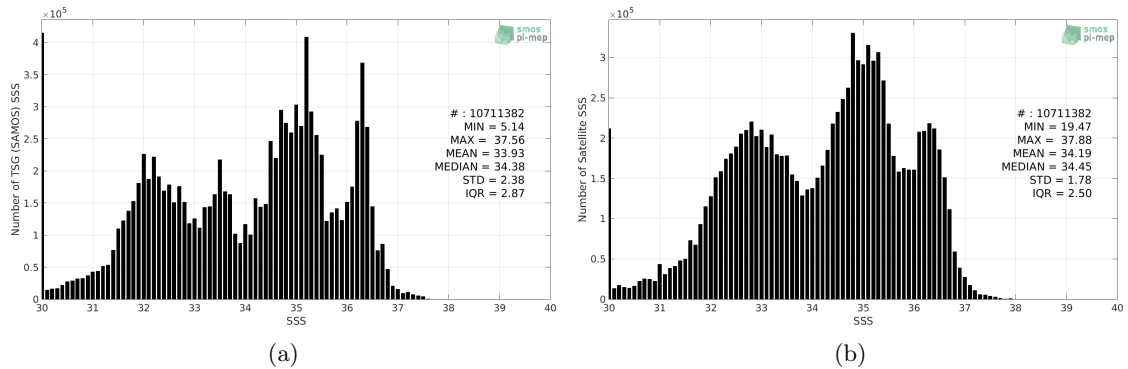 ×10⁵
4
3.5
3
2.5
2
1.5
1
0.5
0
Number of TSG (SAMOS) SSS
30 31 32 33 34 35 36 37 38 39 40
SSS
smos
pi-mep
# : 10711382
MIN = 5.14
MAX = 37.56
MEAN = 33.93
MEDIAN = 34.38
STD = 2.38
IQR = 2.87
(a)
×10⁵
3
2.5
2
1.5
1
0.5
0
Number of Satellite SSS
30 31 32 33 34 35 36 37 38 39 40
SSS
smos
pi-mep
# : 10711382
MIN = 19.47
MAX = 37.88
MEAN = 34.19
MEDIAN = 34.45
STD = 1.78
IQR = 2.50
(b)